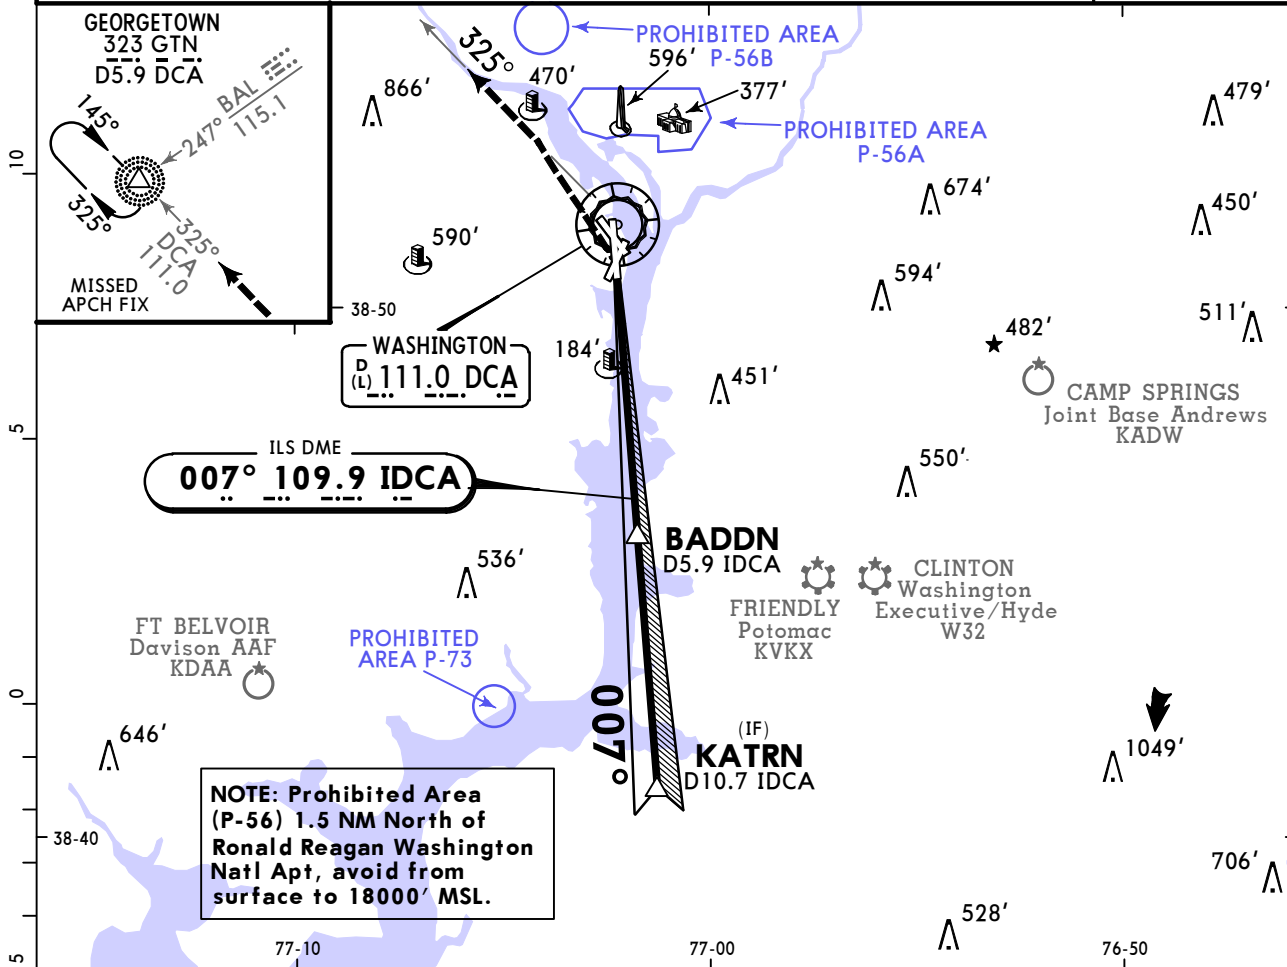 GEORGETOWN
323 GTN
D5.9 DCA
145°
247° BAL
115.1
325°
325°
DCA
111.0
MISSED
APCH FIX
325°
PROHIBITED AREA
P-56B
470'
596'
377'
866'
479'
PROHIBITED AREA
P-56A
10
674'
450'
590'
594'
38-50
511'
482'
WASHINGTON
D
(L) 111.0 DCA
184'
451'
CAMP SPRINGS
Joint Base Andrews
KADW
5
ILS DME
007° 109.9 IDCA
550'
BADDN
D5.9 IDCA
536'
FRIENDLY
Potomac
KVKX
CLINTON
Washington
Executive/Hyde
W32
FT BELVOIR
Davison AAF
KDAA
PROHIBITED
AREA P-73
0
007°
(IF)
KATRN
D10.7 IDCA
646'
1049'
NOTE: Prohibited Area
(P-56) 1.5 NM North of
Ronald Reagan Washington
Natl Apt, avoid from
surface to 18000' MSL.
38-40
706'
528'
5
77-10
77-00
76-50